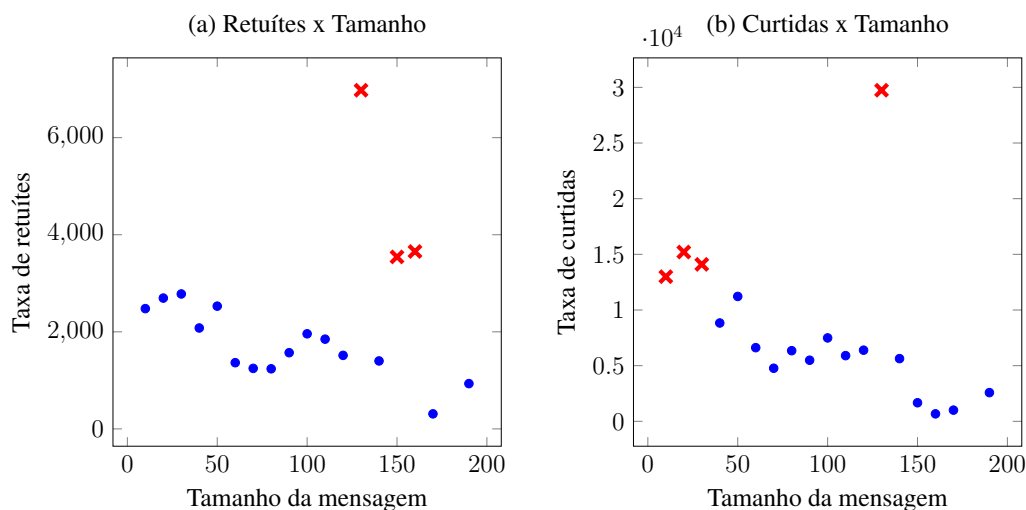 (a) Retuítes x Tamanho
6,000
4,000
2,000
0
Taxa de retuítes
0 50 100 150 200
Tamanho da mensagem
(b) Curtidas x Tamanho
·10⁴
3
2.5
2
1.5
1
0.5
0
Taxa de curtidas
0 50 100 150 200
Tamanho da mensagem